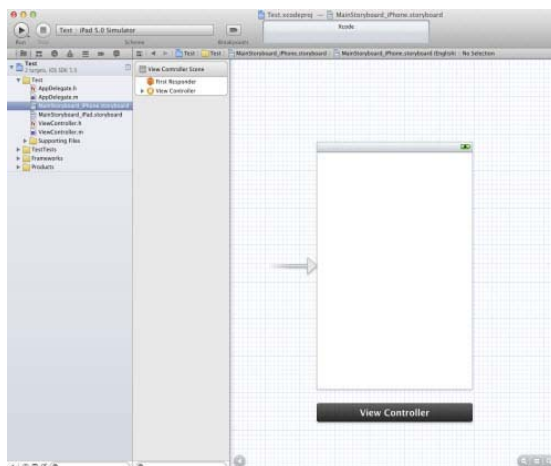 Test.xcodeproj — MainStoryboard_iPhone.storyboard
Test iPad 5.0 Simulator
Xcode
Run Stop Scheme Breakpoints
Test Test MainStoryboard_iPhone.storyboard MainStoryboard_iPhone.storyboard (English) No Selection
Test
2 targets, iOS SDK 5.0
Test
AppDelegate.h
AppDelegate.m
MainStoryboard_iPhone.storyboard
MainStoryboard_iPad.storyboard
ViewController.h
ViewController.m
Supporting Files
TestTests
Frameworks
Products
View Controller Scene
First Responder
View Controller
View Controller